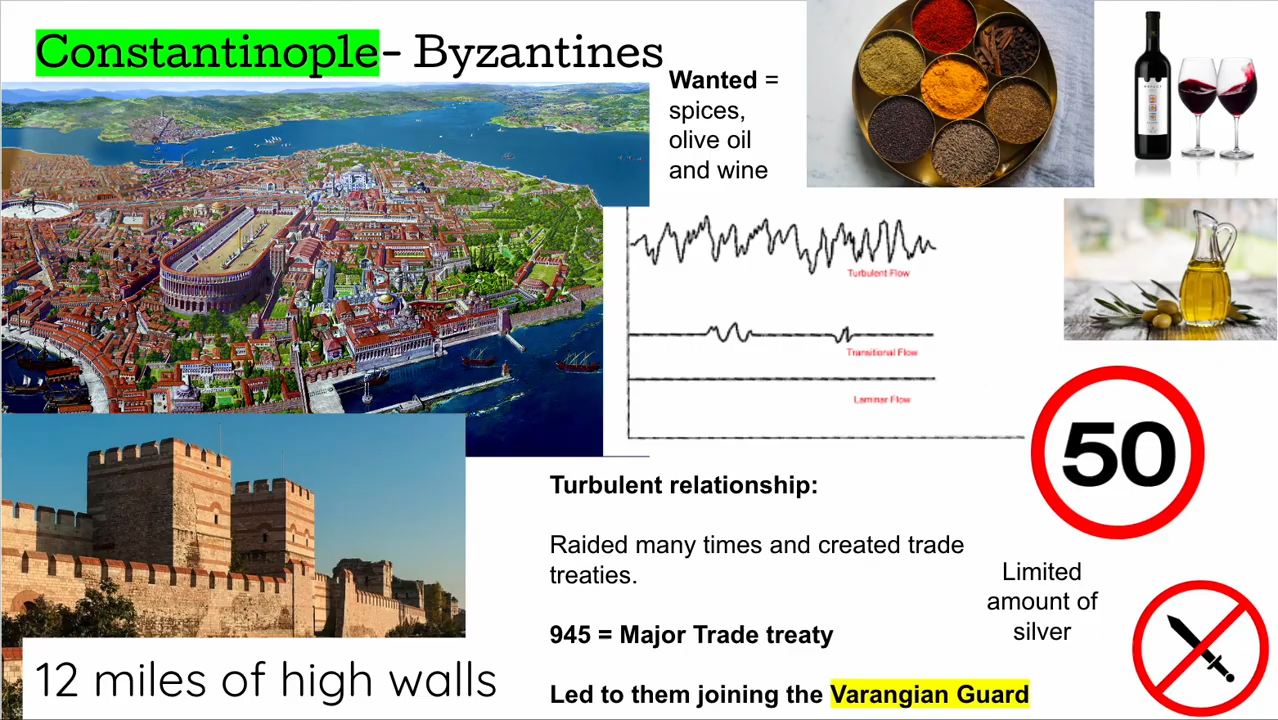 Constantinople- Byzantines
Wanted =
spices,
olive oil
and wine
Turbulent Flow
Transitional Flow
Laminar Flow
50
Turbulent relationship:
Raided many times and created trade
treaties.
945 = Major Trade treaty
Led to them joining the Varangian Guard
Limited
amount of
silver
12 miles of high walls